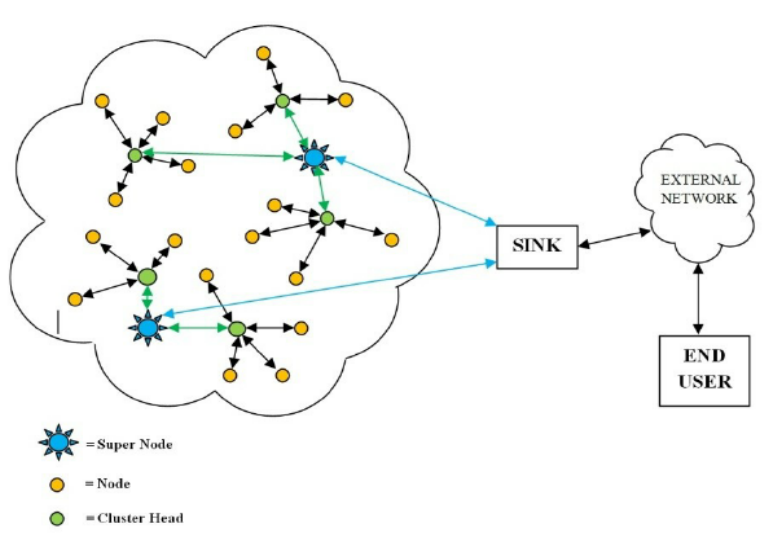 EXTERNAL
NETWORK
SINK
END
USER
= Super Node
= Node
= Cluster Head